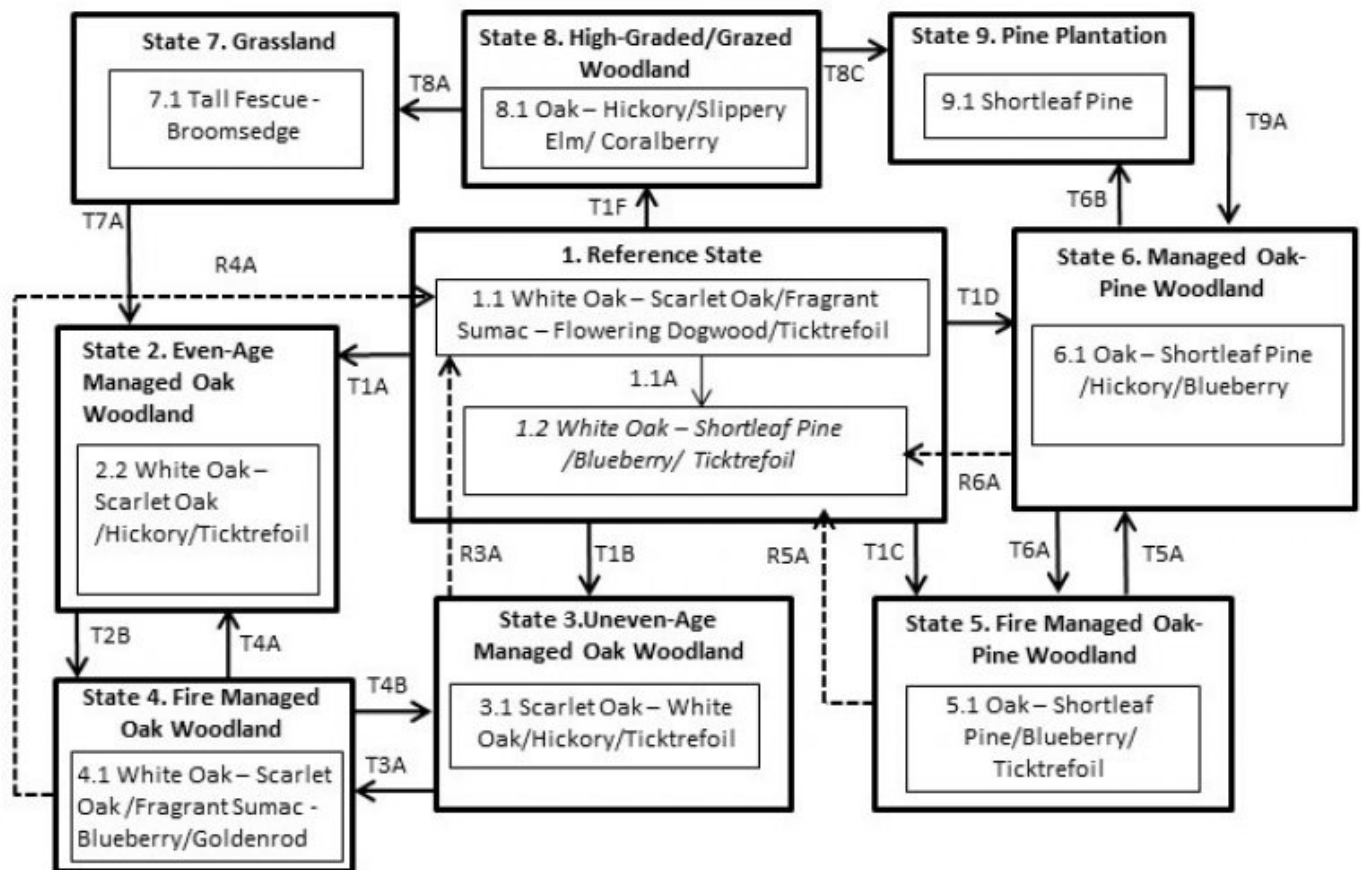 State 7. Grassland
7.1 Tall Fescue -
Broomsedge
T8A
State 8. High-Graded/Grazed
Woodland
8.1 Oak – Hickory/Slippery
Elm/ Coralberry
T8C
State 9. Pine Plantation
9.1 Shortleaf Pine
T9A
T7A
R4A
T1F
T6B
1. Reference State
1.1 White Oak – Scarlet Oak/Fragrant
Sumac – Flowering Dogwood/Ticktrefoil
1.1A
1.2 White Oak – Shortleaf Pine
/Blueberry/ Ticktrefoil
T1D
State 6. Managed Oak-
Pine Woodland
6.1 Oak – Shortleaf Pine
/Hickory/Blueberry
R6A
State 2. Even-Age
Managed Oak
Woodland
2.2 White Oak –
Scarlet Oak
/Hickory/Ticktrefoil
T1A
R3A
T1B
R5A
T1C
T6A
T5A
T2B
T4A
State 3.Uneven-Age
Managed Oak Woodland
3.1 Scarlet Oak – White
Oak/Hickory/Ticktrefoil
State 5. Fire Managed Oak-
Pine Woodland
5.1 Oak – Shortleaf
Pine/Blueberry/
Ticktrefoil
State 4. Fire Managed
Oak Woodland
4.1 White Oak – Scarlet
Oak /Fragrant Sumac -
Blueberry/Goldenrod
T4B
T3A